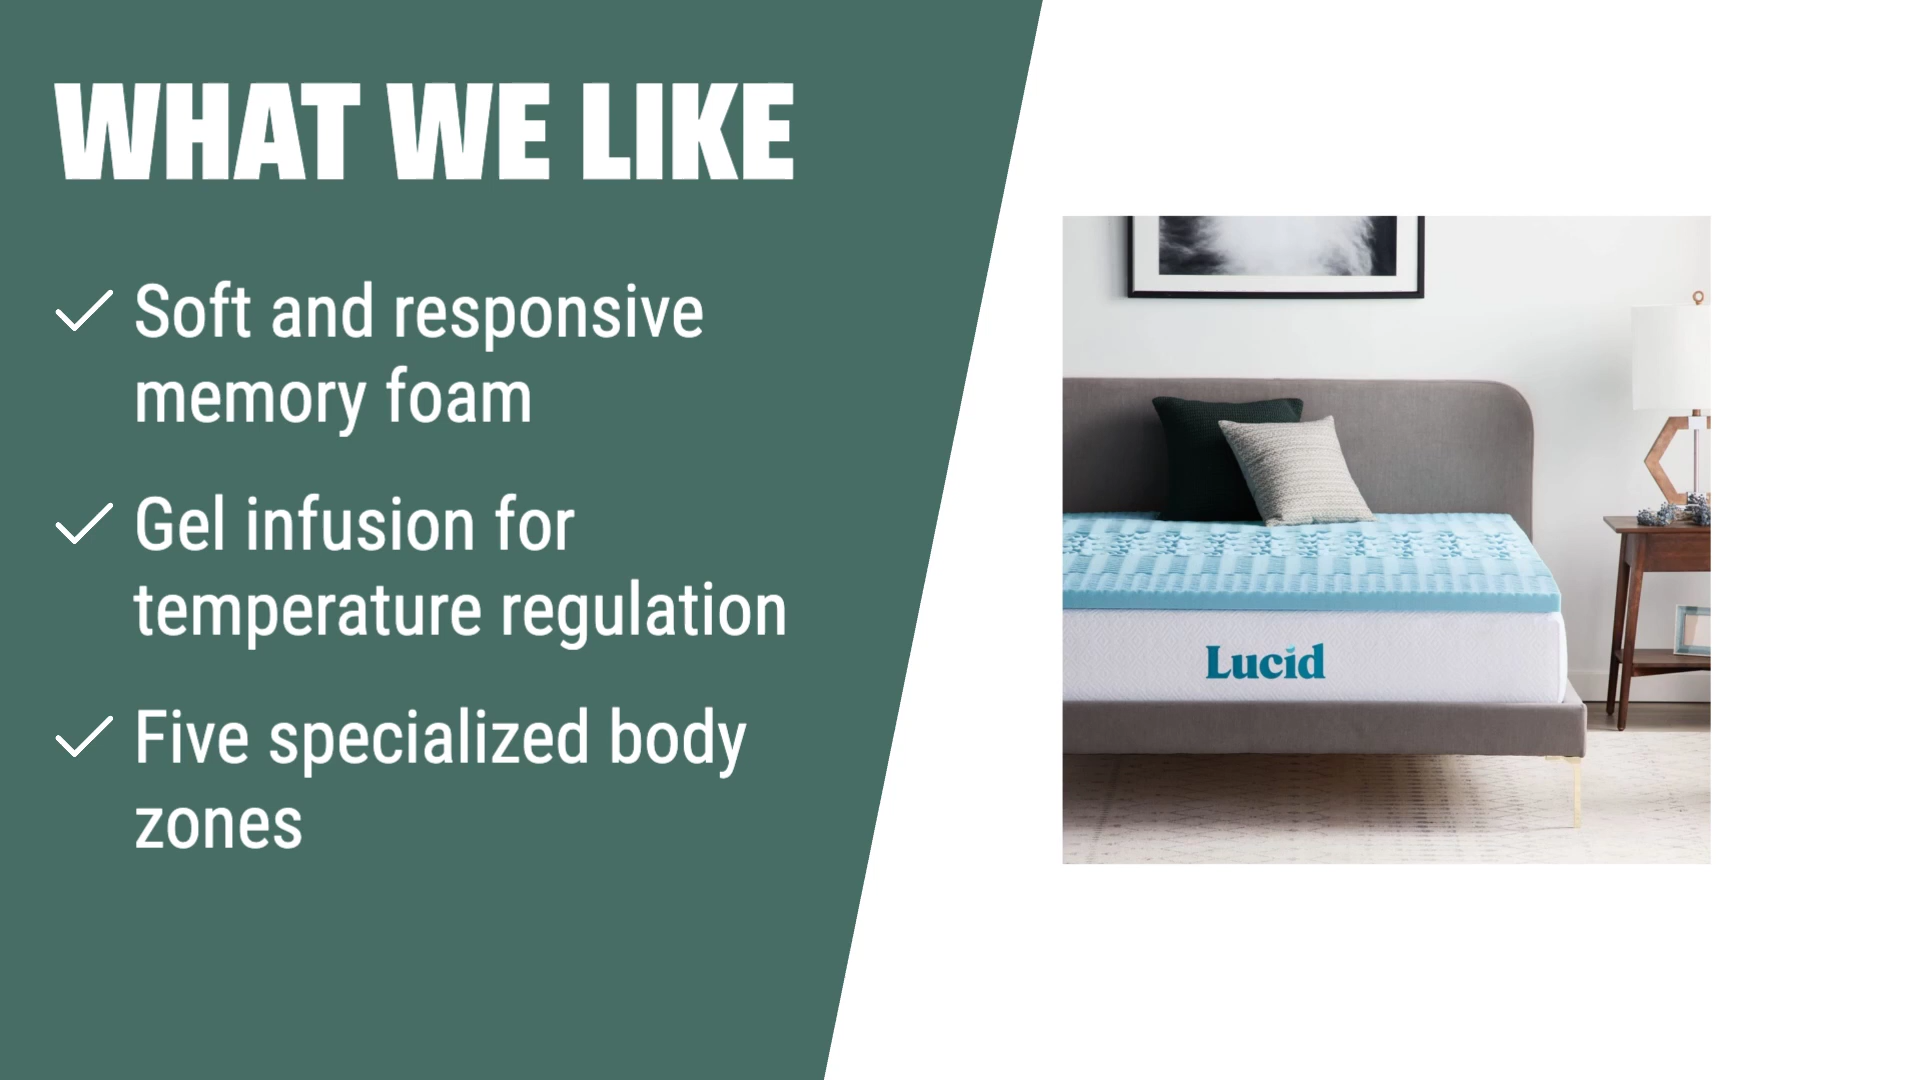 WHAT WE LIKE
Soft and responsive
memory foam
Gel infusion for
temperature regulation
Five specialized body
zones
Lucid